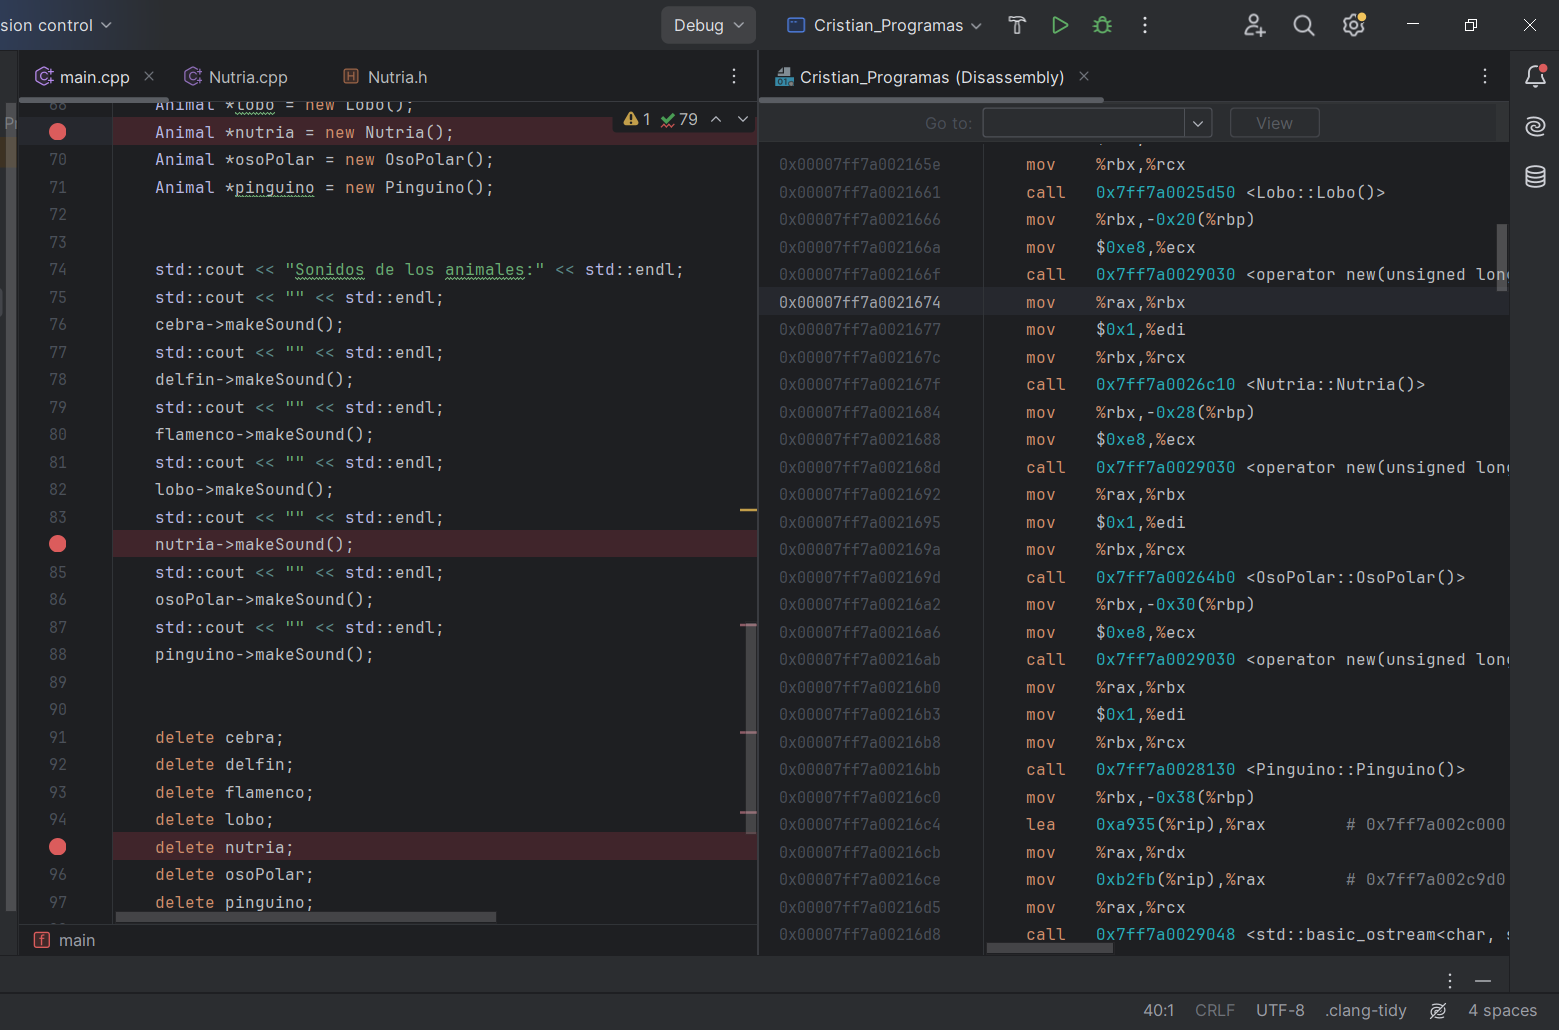 sion control
Debug
Cristian_Programas
main.cpp
Nutria.cpp
Nutria.h
Cristian_Programas (Disassembly)
Go to:
View
1 79
68 Animal *lobo = new Lobo();
Animal *nutria = new Nutria();
70 Animal *osoPolar = new OsoPolar();
71 Animal *pinguino = new Pinguino();
72
73
74 std::cout << "Sonidos de los animales:" << std::endl;
75 std::cout << "" << std::endl;
76 cebra->makeSound();
77 std::cout << "" << std::endl;
78 delfin->makeSound();
79 std::cout << "" << std::endl;
80 flamenco->makeSound();
81 std::cout << "" << std::endl;
82 lobo->makeSound();
83 std::cout << "" << std::endl;
nutria->makeSound();
85 std::cout << "" << std::endl;
86 osoPolar->makeSound();
87 std::cout << "" << std::endl;
88 pinguino->makeSound();
89
90
91 delete cebra;
92 delete delfin;
93 delete flamenco;
94 delete lobo;
delete nutria;
96 delete osoPolar;
97 delete pinguino;
main
0x00007ff7a002165e mov %rbx,%rcx
0x00007ff7a0021661 call 0x7ff7a0025d50 <Lobo::Lobo()>
0x00007ff7a0021666 mov %rbx,-0x20(%rbp)
0x00007ff7a002166a mov $0xe8,%ecx
0x00007ff7a002166f call 0x7ff7a0029030 <operator new(unsigned long
0x00007ff7a0021674 mov %rax,%rbx
0x00007ff7a0021677 mov $0x1,%edi
0x00007ff7a002167c mov %rbx,%rcx
0x00007ff7a002167f call 0x7ff7a0026c10 <Nutria::Nutria()>
0x00007ff7a0021684 mov %rbx,-0x28(%rbp)
0x00007ff7a0021688 mov $0xe8,%ecx
0x00007ff7a002168d call 0x7ff7a0029030 <operator new(unsigned long
0x00007ff7a0021692 mov %rax,%rbx
0x00007ff7a0021695 mov $0x1,%edi
0x00007ff7a002169a mov %rbx,%rcx
0x00007ff7a002169d call 0x7ff7a00264b0 <OsoPolar::OsoPolar()>
0x00007ff7a00216a2 mov %rbx,-0x30(%rbp)
0x00007ff7a00216a6 mov $0xe8,%ecx
0x00007ff7a00216ab call 0x7ff7a0029030 <operator new(unsigned long
0x00007ff7a00216b0 mov %rax,%rbx
0x00007ff7a00216b3 mov $0x1,%edi
0x00007ff7a00216b8 mov %rbx,%rcx
0x00007ff7a00216bb call 0x7ff7a0028130 <Pinguino::Pinguino()>
0x00007ff7a00216c0 mov %rbx,-0x38(%rbp)
0x00007ff7a00216c4 lea 0xa935(%rip),%rax # 0x7ff7a002c000
0x00007ff7a00216cb mov %rax,%rdx
0x00007ff7a00216ce mov 0xb2fb(%rip),%rax # 0x7ff7a002c9d0
0x00007ff7a00216d5 mov %rax,%rcx
0x00007ff7a00216d8 call 0x7ff7a0029048 <std::basic_ostream<char, s
40:1 CRLF UTF-8 .clang-tidy 4 spaces